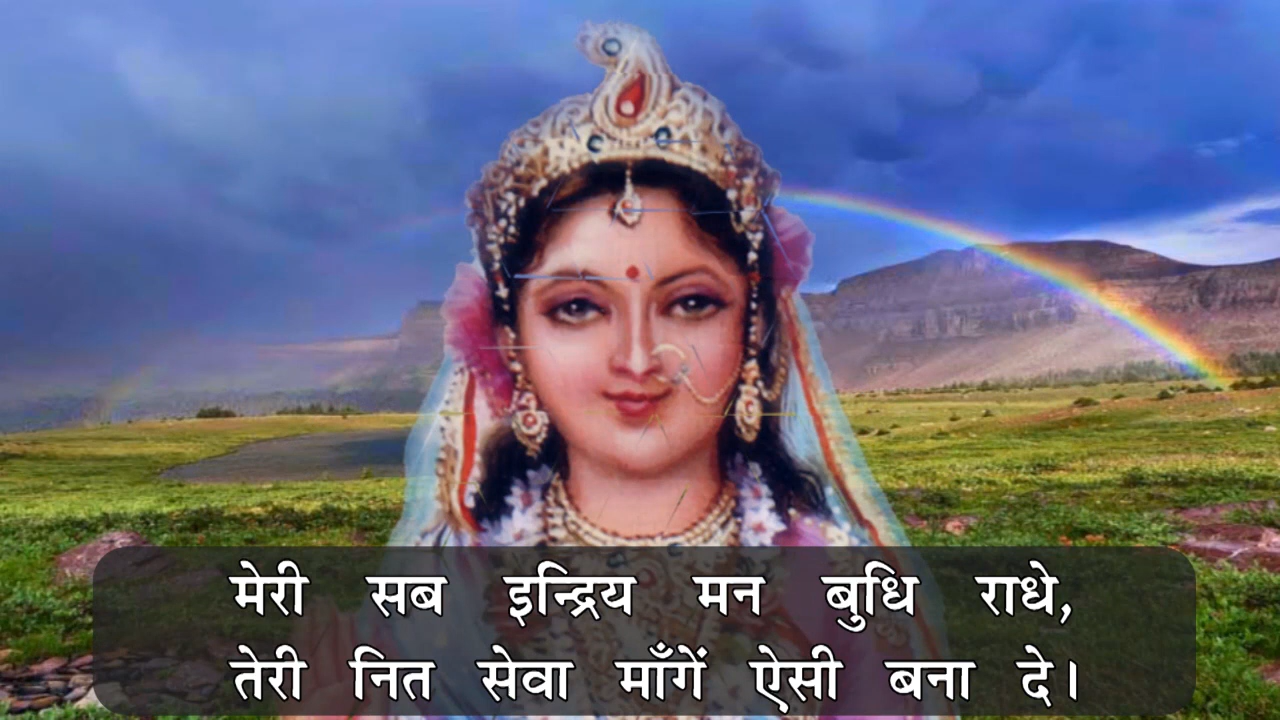 मेरी सब इन्द्रिय मन बुधि राधे,
तेरी नित सेवा माँगें ऐसी बना दे।